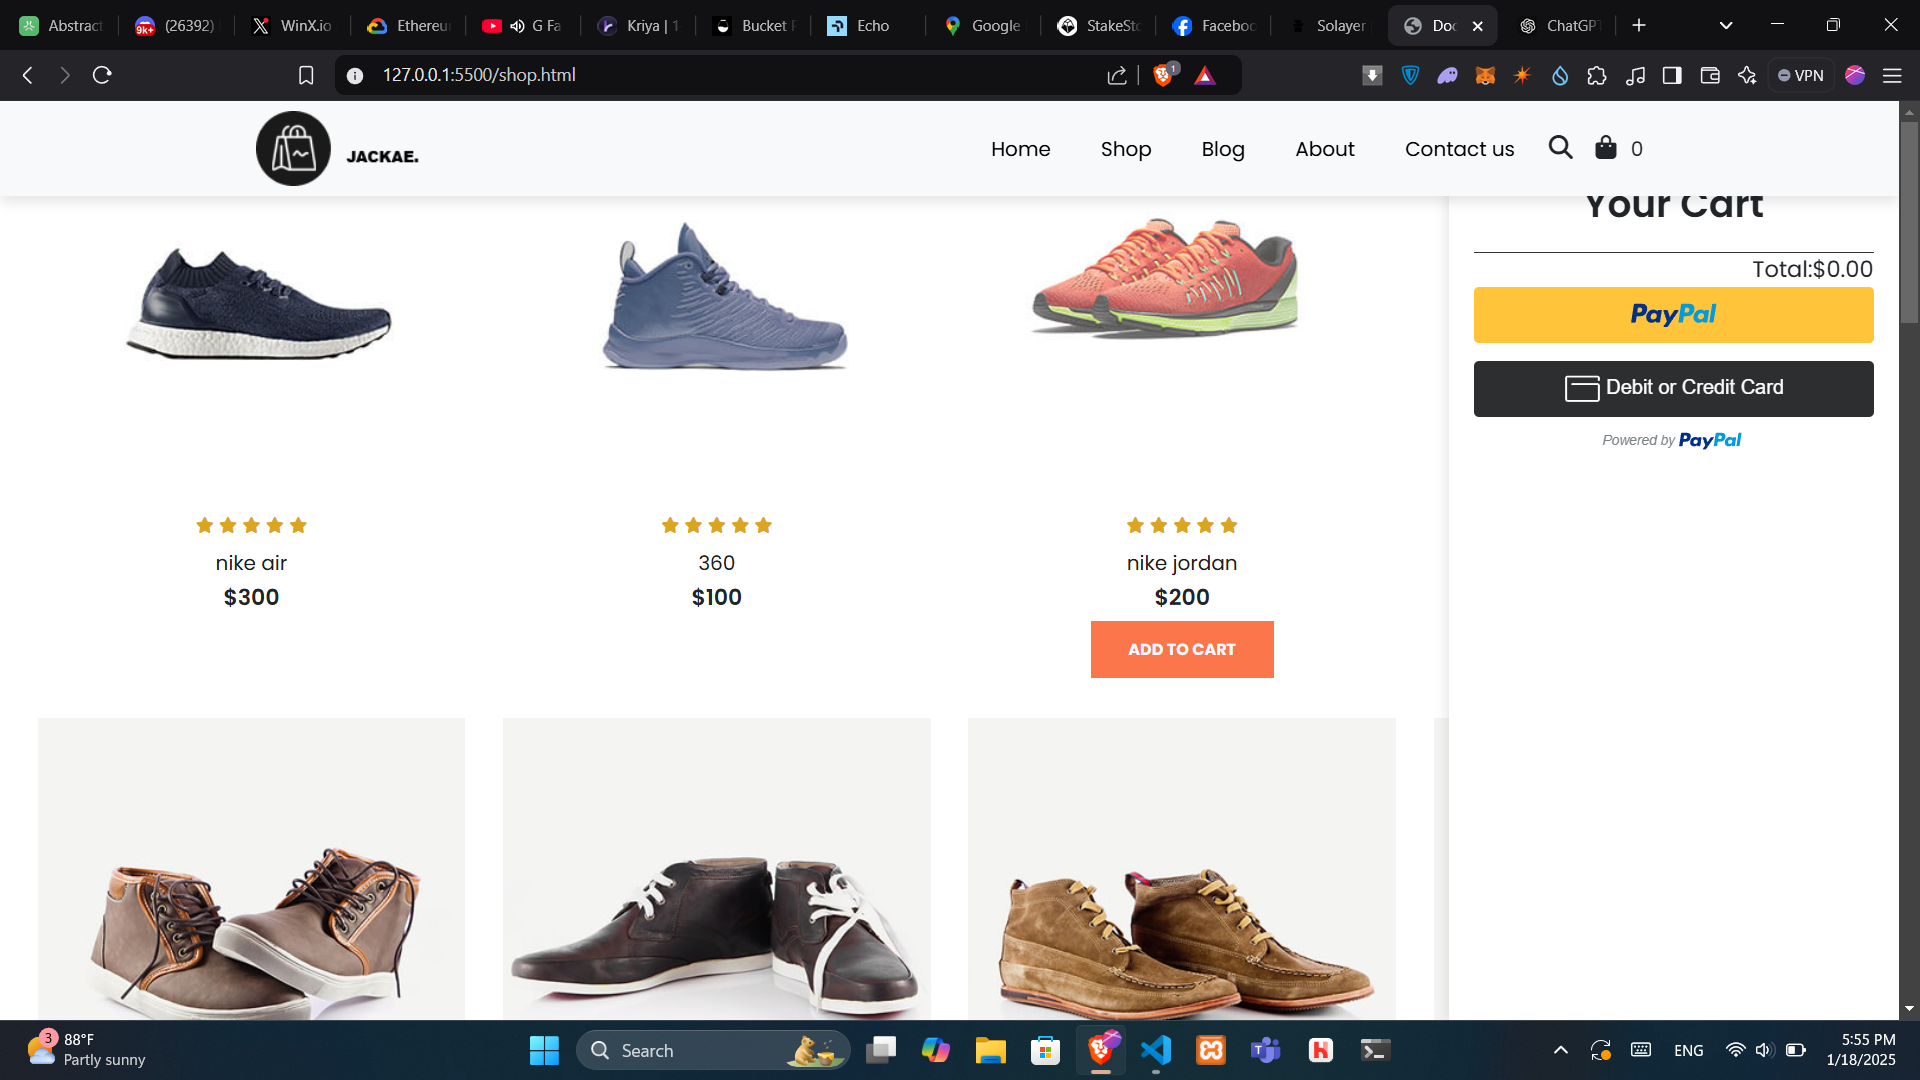 Abstract
(26392)
WinX.io
Ethereu
G Fa
Kriya | 1
Bucket P
Echo
Google
StakeSto
Faceboo
Solayer
Doc
ChatGPT
127.0.0.1:5500/shop.html
1
VPN
JACKAE.
Home
Shop
Blog
About
Contact us
0
Your Cart
Total:$0.00
PayPal
Debit or Credit Card
Powered by PayPal
nike air
$300
360
$100
nike jordan
$200
ADD TO CART
3
88°F
Partly sunny
Search
ENG
5:55 PM
1/18/2025